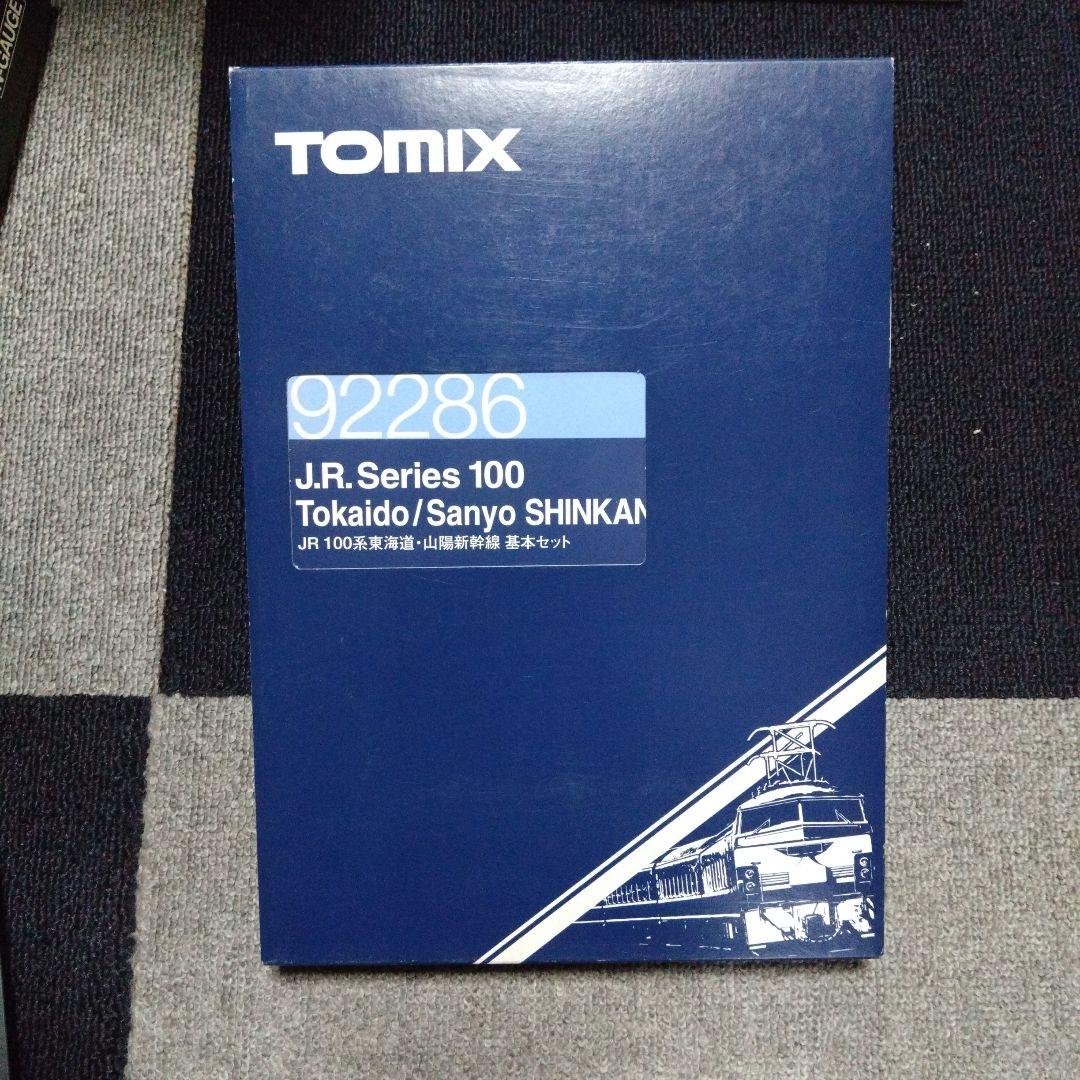 N-GAUGE
TOMIX
92286
J.R. Series 100
Tokaido/Sanyo SHINKAN
JR 100系東海道・山陽新幹線 基本セット